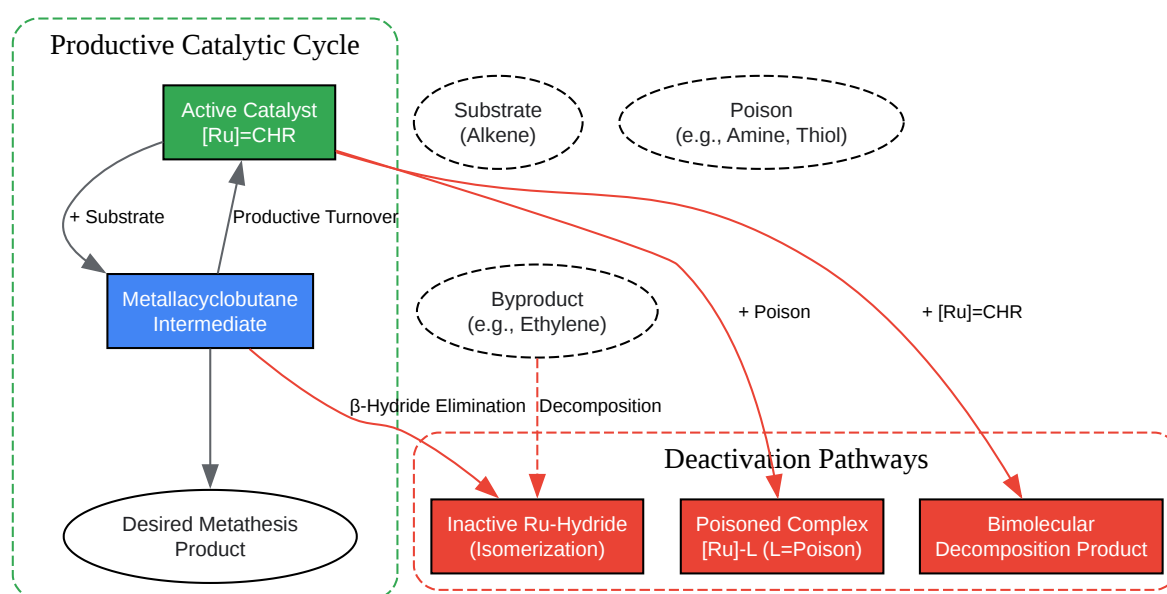 Productive Catalytic Cycle
Active Catalyst
[Ru]=CHR
Substrate
(Alkene)
Poison
(e.g., Amine, Thiol)
+ Substrate
Productive Turnover
Metallacyclobutane
Intermediate
Byproduct
(e.g., Ethylene)
+ Poison
+ [Ru]=CHR
β-Hydride Elimination
Decomposition
Deactivation Pathways
Desired Metathesis
Product
Inactive Ru-Hydride
(Isomerization)
Poisoned Complex
[Ru]-L (L=Poison)
Bimolecular
Decomposition Product